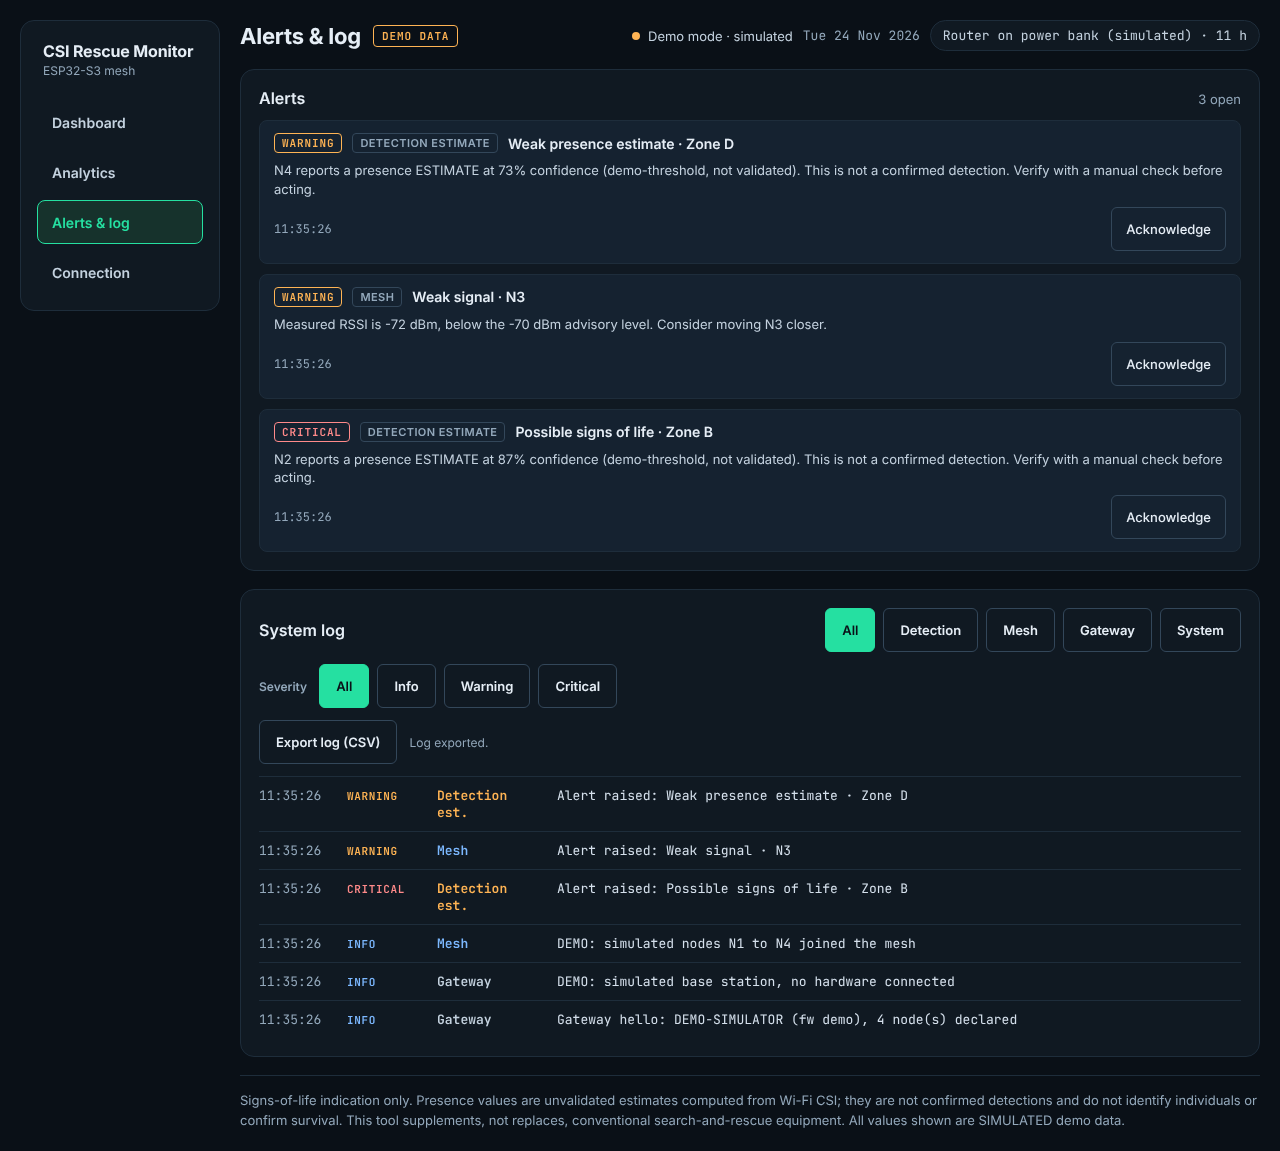 CSI Rescue Monitor
ESP32-S3 mesh
Dashboard
Analytics
Alerts & log
Connection
Alerts & log
DEMO DATA
Demo mode · simulated
Tue 24 Nov 2026
Router on power bank (simulated) · 11 h
Alerts
3 open
WARNING
DETECTION ESTIMATE
Weak presence estimate · Zone D
N4 reports a presence ESTIMATE at 73% confidence (demo-threshold, not validated). This is not a confirmed detection. Verify with a manual check before
acting.
11:35:26
Acknowledge
WARNING
MESH
Weak signal · N3
Measured RSSI is -72 dBm, below the -70 dBm advisory level. Consider moving N3 closer.
11:35:26
Acknowledge
CRITICAL
DETECTION ESTIMATE
Possible signs of life · Zone B
N2 reports a presence ESTIMATE at 87% confidence (demo-threshold, not validated). This is not a confirmed detection. Verify with a manual check before
acting.
11:35:26
Acknowledge
System log
All
Detection
Mesh
Gateway
System
Severity
All
Info
Warning
Critical
Export log (CSV)
Log exported.
11:35:26 WARNING Detection est. Alert raised: Weak presence estimate · Zone D
11:35:26 WARNING Mesh Alert raised: Weak signal · N3
11:35:26 CRITICAL Detection est. Alert raised: Possible signs of life · Zone B
11:35:26 INFO Mesh DEMO: simulated nodes N1 to N4 joined the mesh
11:35:26 INFO Gateway DEMO: simulated base station, no hardware connected
11:35:26 INFO Gateway Gateway hello: DEMO-SIMULATOR (fw demo), 4 node(s) declared
Signs-of-life indication only. Presence values are unvalidated estimates computed from Wi-Fi CSI; they are not confirmed detections and do not identify individuals or
confirm survival. This tool supplements, not replaces, conventional search-and-rescue equipment. All values shown are SIMULATED demo data.